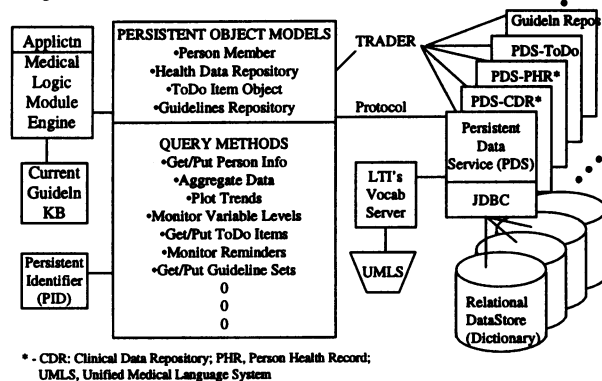 Applictn
Medical
Logic
Module
Engine
Current
Guideln
KB
Persistent
Identifier
(PID)
PERSISTENT OBJECT MODELS
•Person Member
•Health Data Repository
•ToDo Item Object
•Guidelines Repository
QUERY METHODS
•Get/Put Person Info
•Aggregate Data
•Plot Trends
•Monitor Variable Levels
•Get/Put ToDo Items
•Monitor Reminders
•Get/Put Guideline Sets
0
0
0
TRADER
Protocol
LTI's
Vocab
Server
UMLS
Guideln Repos
PDS-ToDo
PDS-PHR*
PDS-CDR*
Persistent
Data
Service (PDS)
JDBC
Relational
DataStore
(Dictionary)
* - CDR: Clinical Data Repository; PHR, Person Health Record;
UMLS, Unified Medical Language System